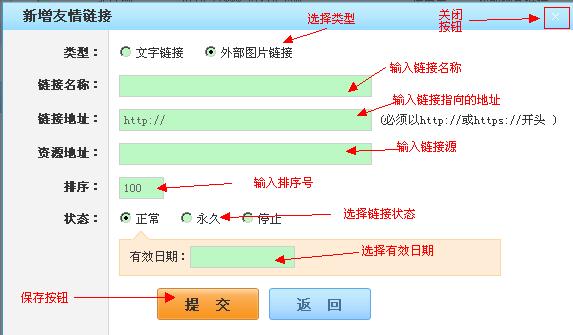 新增友情链接
选择类型
关闭
按钮
类型：
文字链接
外部图片链接
输入链接名称
链接名称：
输入链接指向的地址
链接地址：
http://
(必须以http://或https://开头 )
资源地址：
输入链接源
排序：
100
输入排序号
状态：
正常
永久
停止
选择链接状态
有效日期：
选择有效日期
保存按钮
提 交
返 回